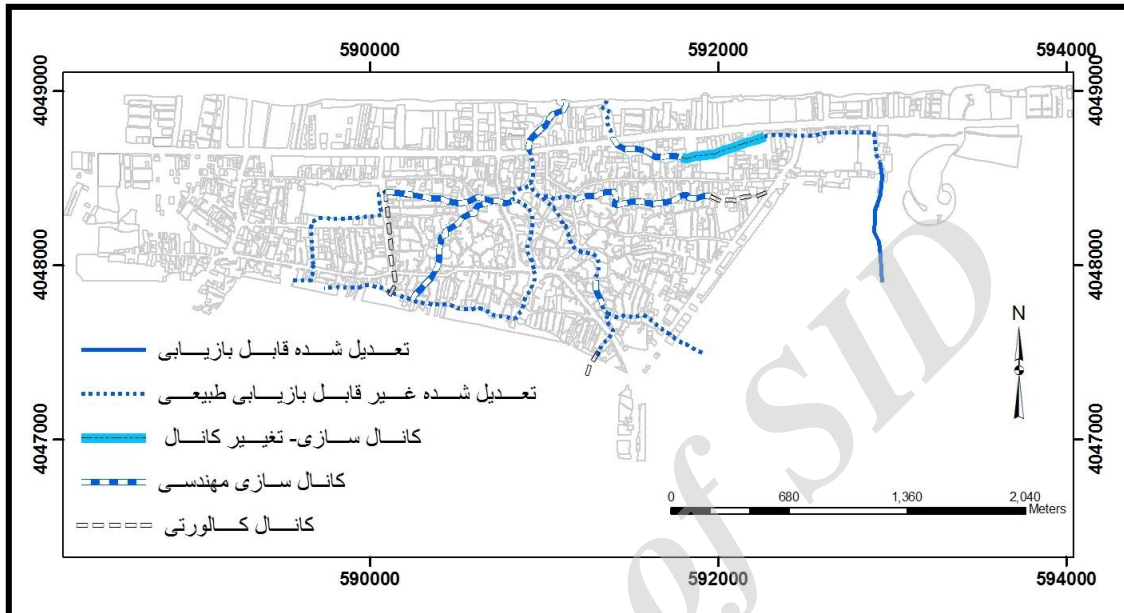 590000 592000 594000
4049000 4049000
4048000 4048000
4047000 4047000
N
تعدیل شده قابل بازیابی
تعدیل شده غیر قابل بازیابی طبیعی
کانال سازی- تغییر کانال
کانال سازی مهندسی
کانال کالورتی
0 680 1,360 2,040
Meters
590000 592000 594000
of SID